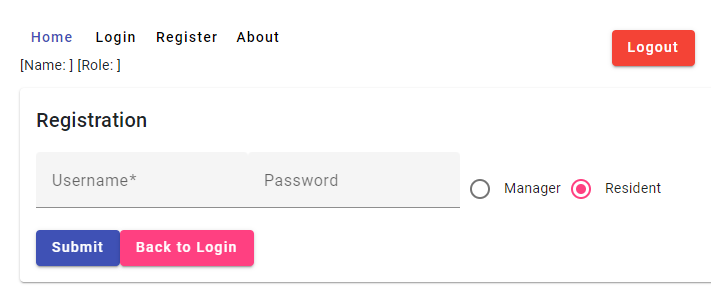 Home Login Register About
Logout
[Name: ] [Role: ]
Registration
Username* Password Manager Resident
Submit Back to Login